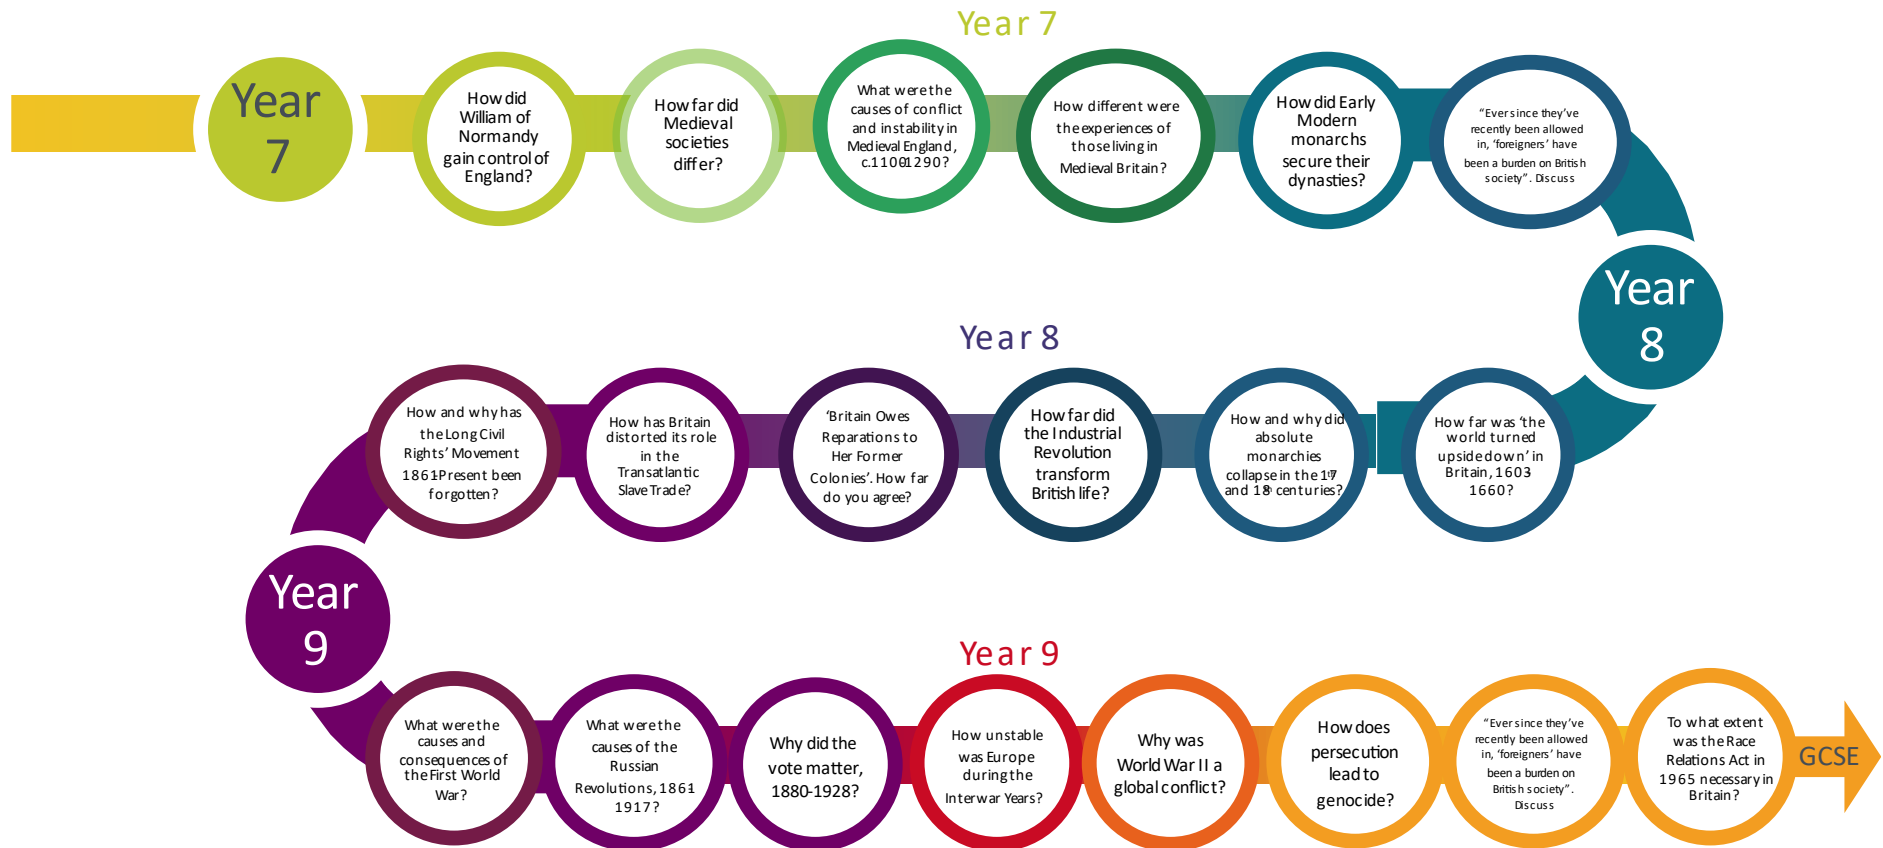 Year 7
Year
7
How did
William of
Normandy
gain control of
England?
How far did
Medieval
societies
differ?
What were the
causes of conflict
and instability in
Medieval England,
c.1100-1290?
How different were
the experiences of
those living in
Medieval Britain?
How did Early
Modern
monarchs
secure their
dynasties?
“Ever since they’ve
recently been allowed
in, ‘foreigners’ have
been a burden on British
society”. Discuss
Year
8
Year 8
How far was ‘the
world turned
upside down’ in
Britain, 1603-
1660?
How and why did
absolute
monarchies
collapse in the 17th
and 18th centuries?
How far did
the Industrial
Revolution
transform
British life?
‘Britain Owes
Reparations to
Her Former
Colonies’. How far
do you agree?
How has Britain
distorted its role
in the
Transatlantic
Slave Trade?
How and why has
the Long Civil
Rights’ Movement
1861-Present been
forgotten?
Year
9
Year 9
What were the
causes and
consequences of
the First World
War?
What were the
causes of the
Russian
Revolutions, 1861-
1917?
Why did the
vote matter,
1880-1928?
How unstable
was Europe
during the
Interwar Years?
Why was
World War II a
global conflict?
How does
persecution
lead to
genocide?
“Ever since they’ve
recently been allowed
in, ‘foreigners’ have
been a burden on
British society”.
Discuss
To what extent
was the Race
Relations Act in
1965 necessary in
Britain?
GCSE